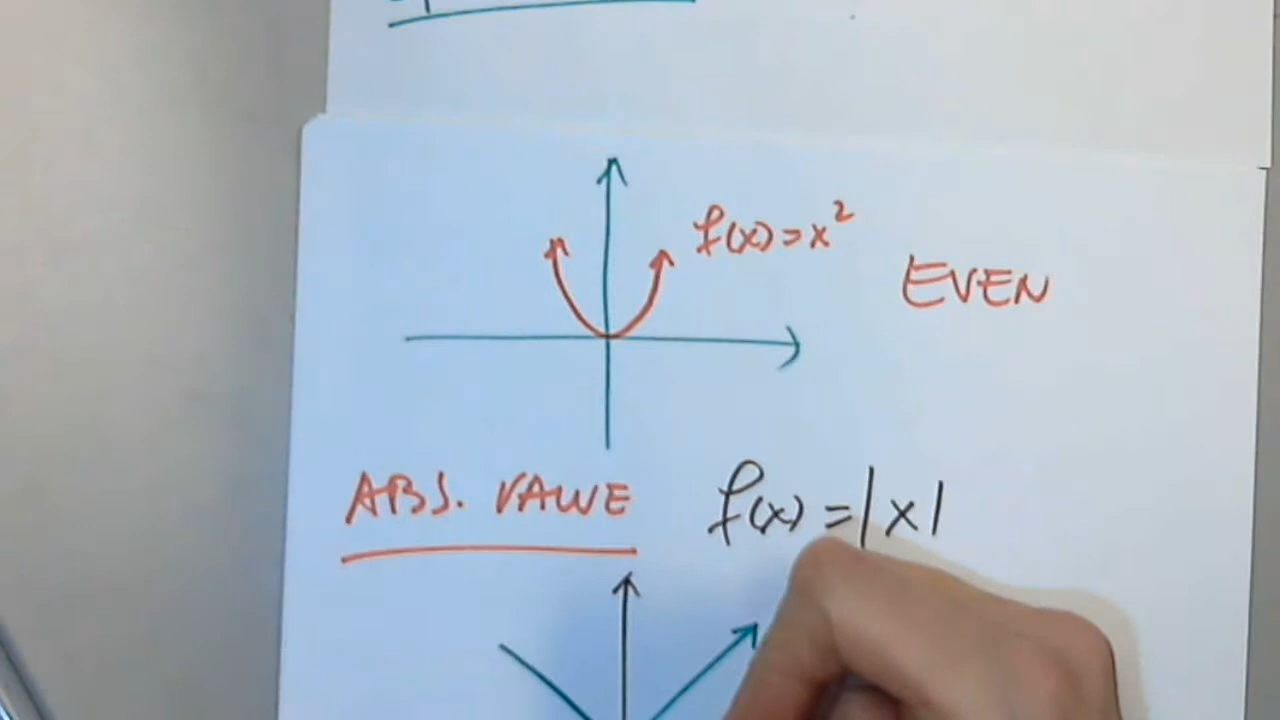 f(x)=x²
EVEN
ABS. VALUE f(x)=|x|